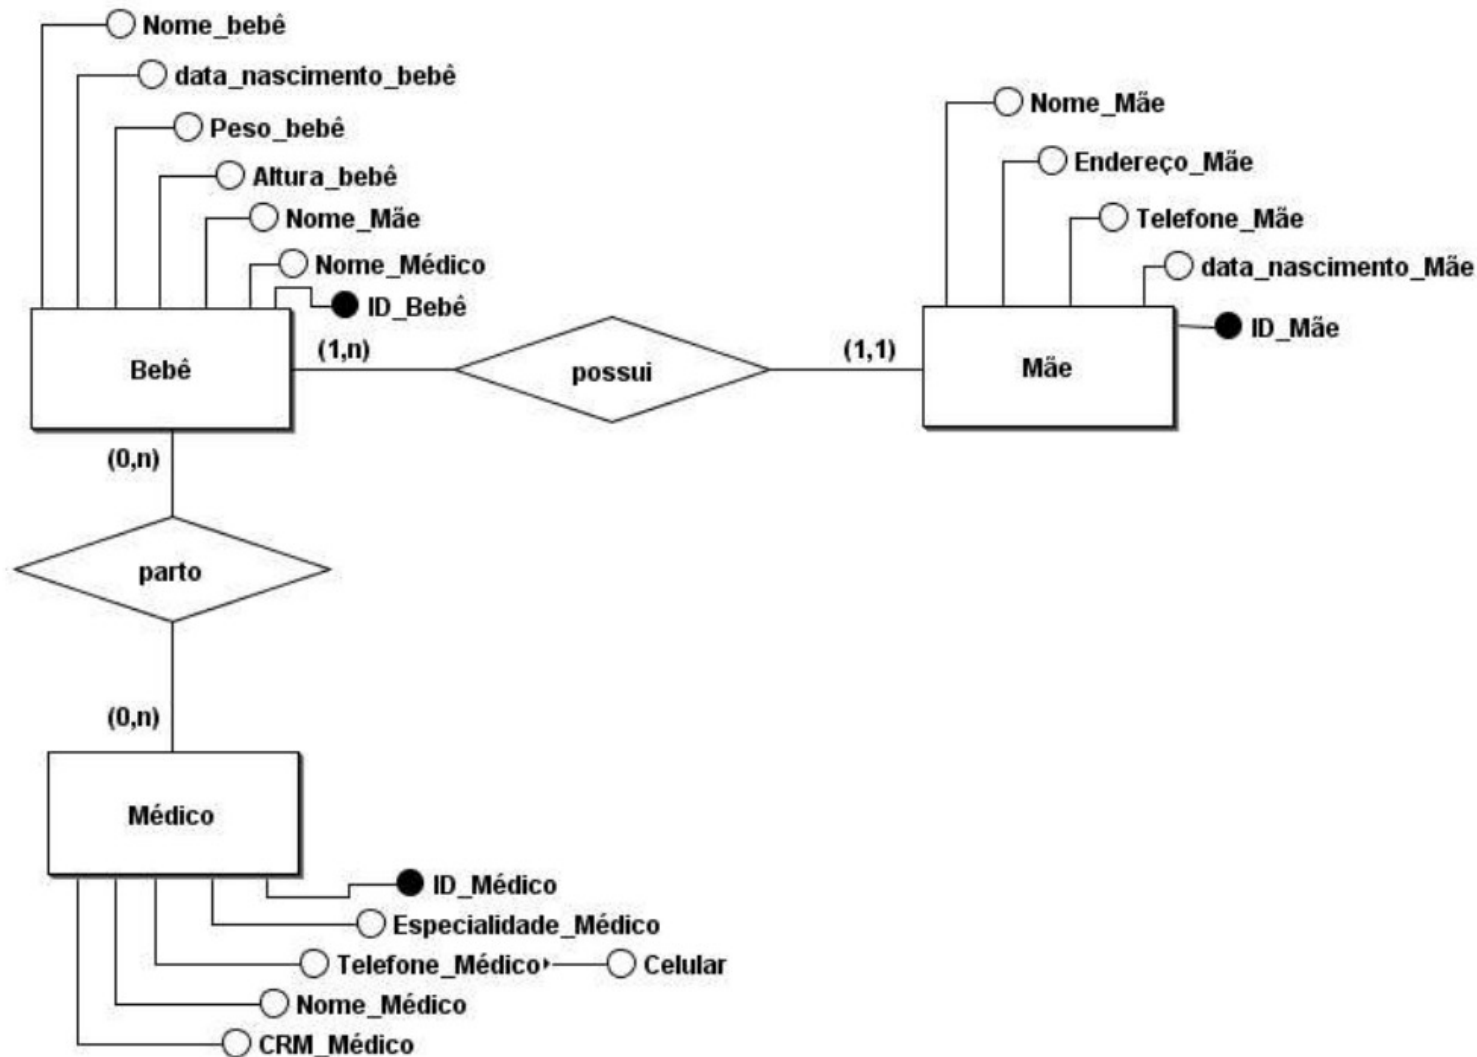 Nome_bebê
data_nascimento_bebê
Peso_bebê
Altura_bebê
Nome_Mãe
Nome_Médico
ID_Bebê
Bebê
(1,n)
possui
(1,1)
Nome_Mãe
Endereço_Mãe
Telefone_Mãe
data_nascimento_Mãe
ID_Mãe
Mãe
(0,n)
parto
(0,n)
Médico
ID_Médico
Especialidade_Médico
Telefone_Médico
Celular
Nome_Médico
CRM_Médico